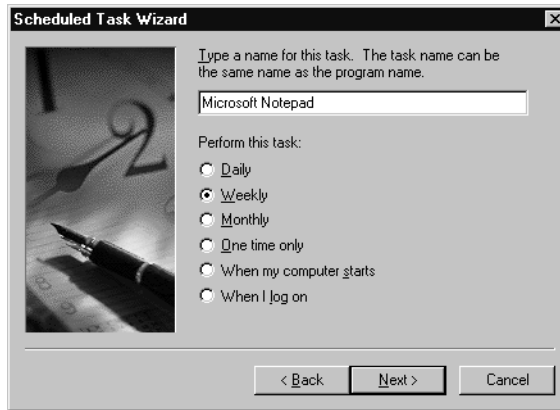 Scheduled Task Wizard
Type a name for this task. The task name can be
the same name as the program name.
Microsoft Notepad
Perform this task:
Daily
Weekly
Monthly
One time only
When my computer starts
When I log on
< Back
Next >
Cancel
2